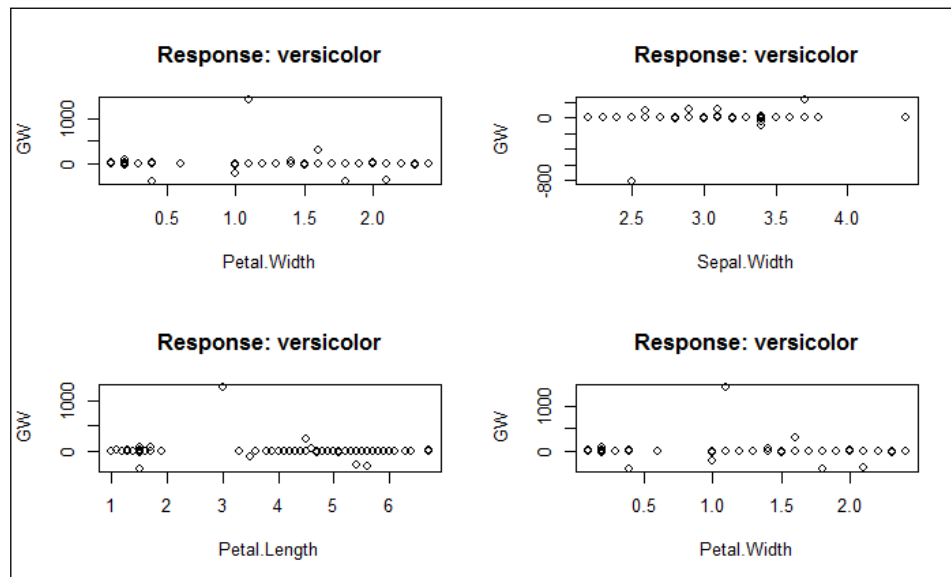 Response: versicolor
GW
1000
0
0.5 1.0 1.5 2.0
Petal.Width
Response: versicolor
GW
0
-800
2.5 3.0 3.5 4.0
Sepal.Width
Response: versicolor
GW
1000
0
1 2 3 4 5 6
Petal.Length
Response: versicolor
GW
1000
0
0.5 1.0 1.5 2.0
Petal.Width